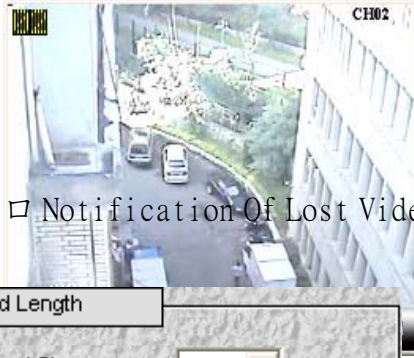 CH02
□ Notification Of Lost Vide
d Length